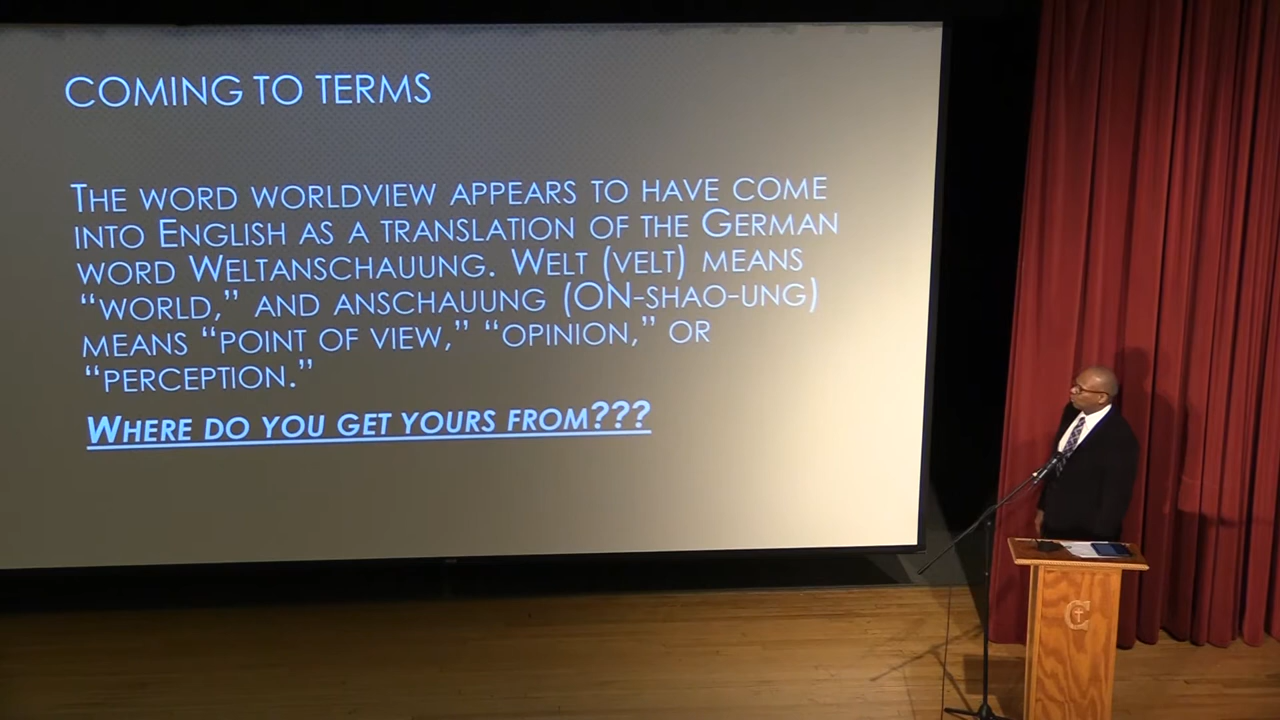 COMING TO TERMS
THE WORD WORLDVIEW APPEARS TO HAVE COME
INTO ENGLISH AS A TRANSLATION OF THE GERMAN
WORD WELTANSCHAUUNG. WELT (VELT) MEANS
“WORLD,” AND ANSCHAUUNG (ON-SHAO-UNG)
MEANS “POINT OF VIEW,” “OPINION,” OR
“PERCEPTION.”
WHERE DO YOU GET YOURS FROM???
C